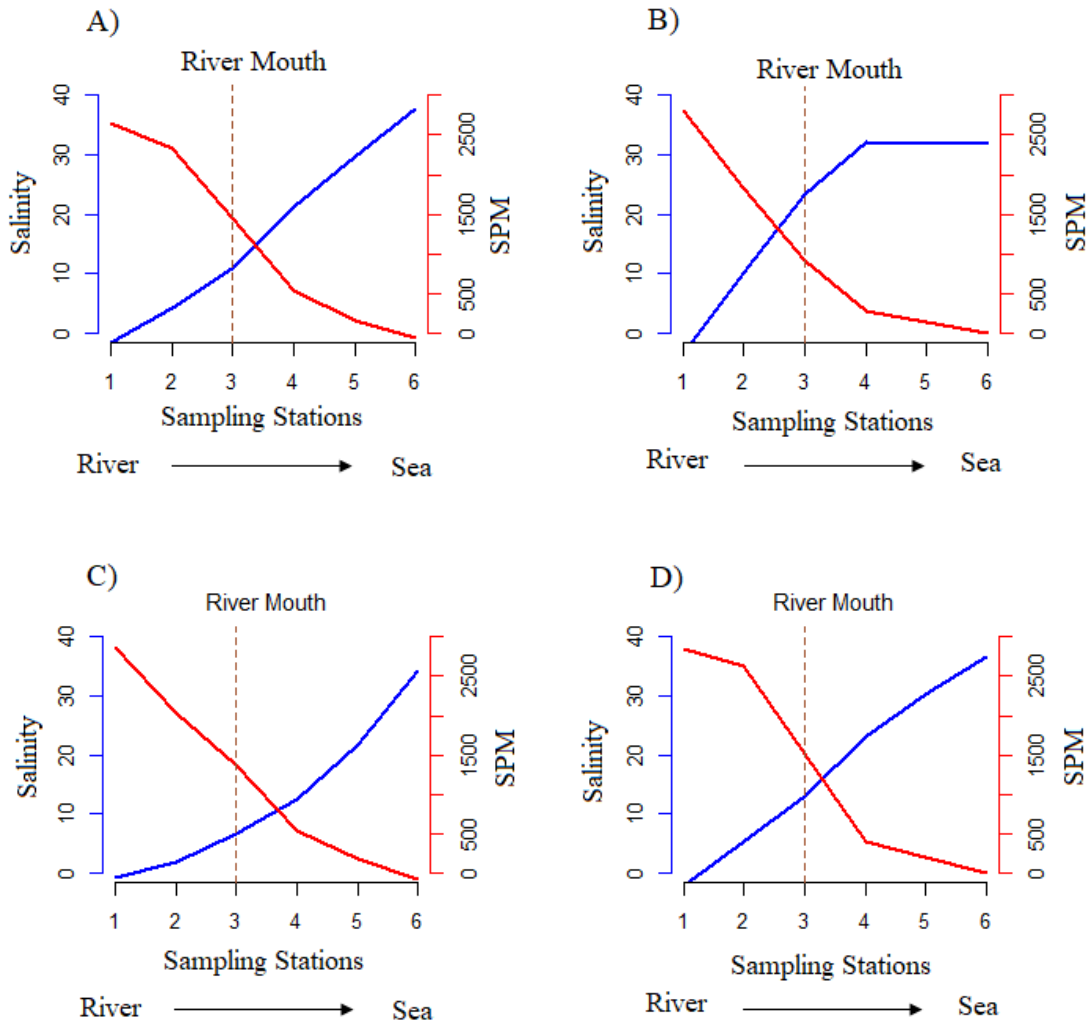 A)
River Mouth
Salinity
0 10 20 30 40
SPM
0 500 1500 2500
1 2 3 4 5 6
Sampling Stations
River Sea
B)
River Mouth
Salinity
0 10 20 30 40
SPM
0 500 1500 2500
1 2 3 4 5 6
Sampling Stations
River Sea
C)
River Mouth
Salinity
0 10 20 30 40
SPM
0 500 1500 2500
1 2 3 4 5 6
Sampling Stations
River Sea
D)
River Mouth
Salinity
0 10 20 30 40
SPM
0 500 1500 2500
1 2 3 4 5 6
Sampling Stations
River Sea